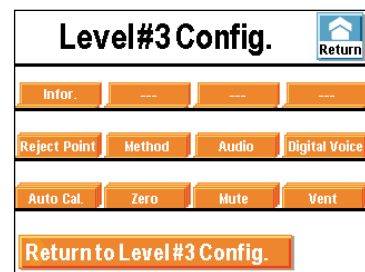 Level#3 Config.
Return
Infor. --- --- ---
Reject Point Method Audio Digital Voice
Auto Cal. Zero Mute Vent
Return to Level#3 Config.